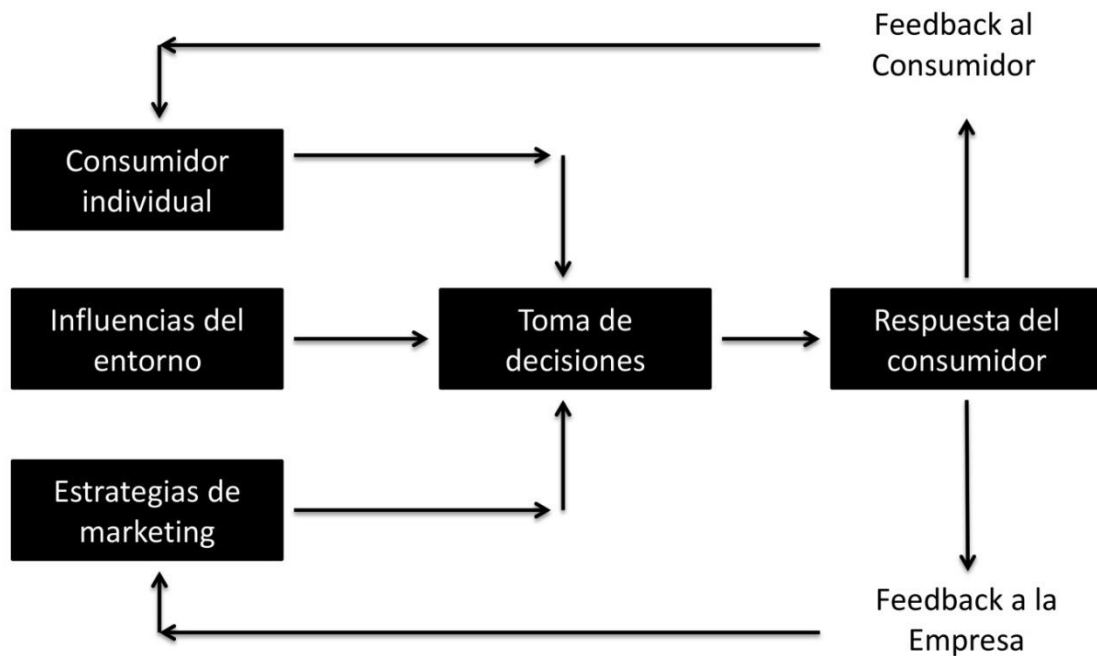 Feedback al
Consumidor
Consumidor
individual
Influencias del
entorno
Toma de
decisiones
Respuesta del
consumidor
Estrategias de
marketing
Feedback a la
Empresa